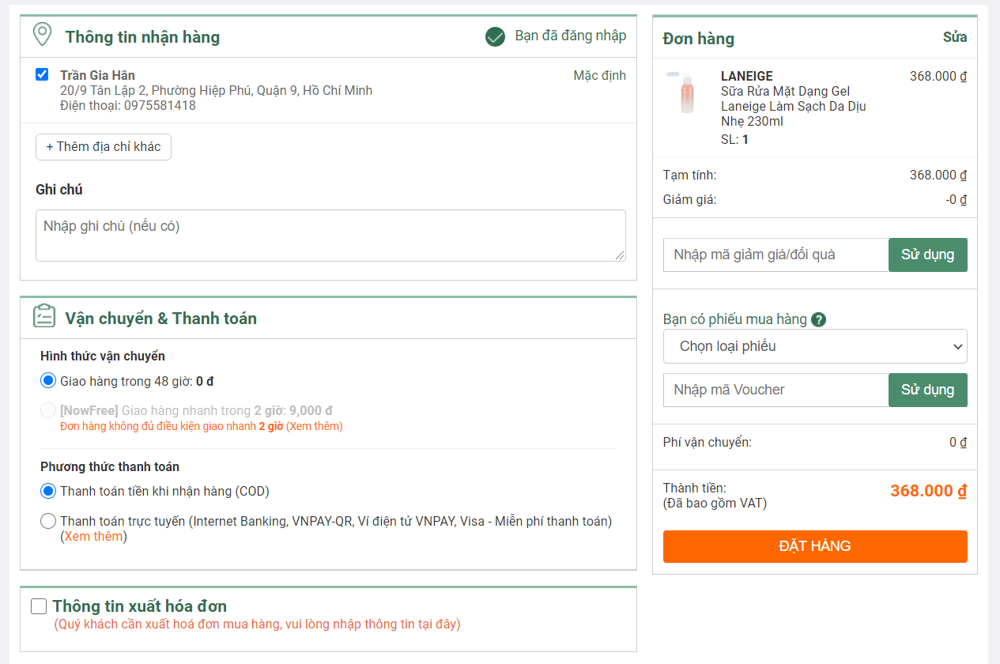 Thông tin nhận hàng
Bạn đã đăng nhập
Trần Gia Hân
Mặc định
20/9 Tân Lập 2, Phường Hiệp Phú, Quận 9, Hồ Chí Minh
Điện thoại: 0975581418
+ Thêm địa chỉ khác
Ghi chú
Nhập ghi chú (nếu có)
Vận chuyển & Thanh toán
Hình thức vận chuyển
Giao hàng trong 48 giờ: 0 đ
[NowFree] Giao hàng nhanh trong 2 giờ: 9,000 đ
Đơn hàng không đủ điều kiện giao nhanh 2 giờ (Xem thêm)
Phương thức thanh toán
Thanh toán tiền khi nhận hàng (COD)
Thanh toán trực tuyến (Internet Banking, VNPAY-QR, Ví điện tử VNPAY, Visa - Miễn phí thanh toán)
(Xem thêm)
Thông tin xuất hóa đơn
(Quý khách cần xuất hoá đơn mua hàng, vui lòng nhập thông tin tại đây)
Đơn hàng
Sửa
LANEIGE
368.000 ₫
Sữa Rửa Mặt Dạng Gel
Laneige Làm Sạch Da Dịu
Nhẹ 230ml
SL: 1
Tạm tính:
368.000 ₫
Giảm giá:
-0 ₫
Nhập mã giảm giá/đổi quà
Sử dụng
Bạn có phiếu mua hàng ?
Chọn loại phiếu
Nhập mã Voucher
Sử dụng
Phí vận chuyển:
0 ₫
Thành tiền:
368.000 ₫
(Đã bao gồm VAT)
ĐẶT HÀNG